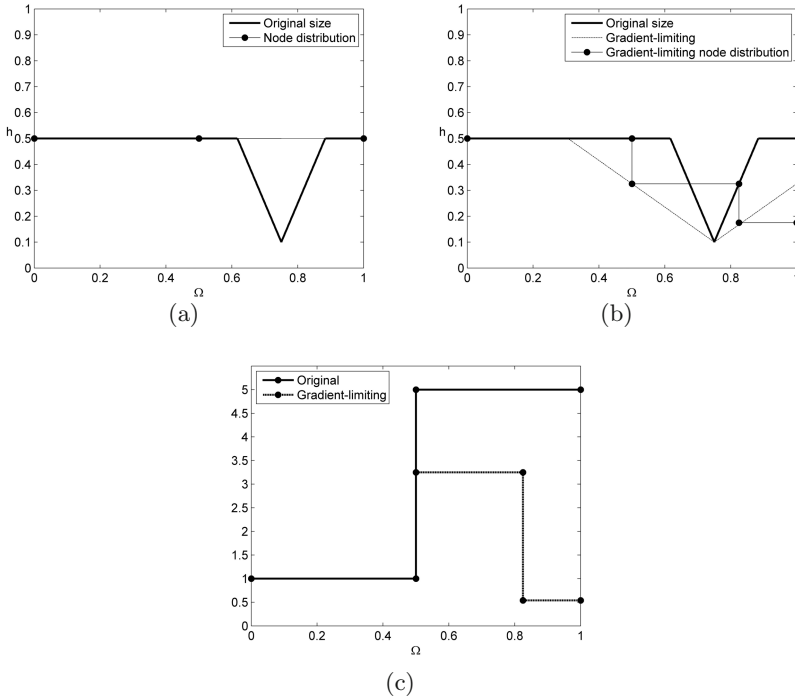 1
0.9
0.8
0.7
0.6
h 0.5
0.4
0.3
0.2
0.1
0
0 0.2 0.4 0.6 0.8 1
Ω
Original size
Node distribution
(a)
1
0.9
0.8
0.7
0.6
h 0.5
0.4
0.3
0.2
0.1
0
0 0.2 0.4 0.6 0.8 1
Ω
Original size
Gradient-limiting
Gradient-limiting node distribution
(b)
5
4.5
4
3.5
3
2.5
2
1.5
1
0.5
0
0 0.2 0.4 0.6 0.8 1
Ω
Original
Gradient-limiting
(c)